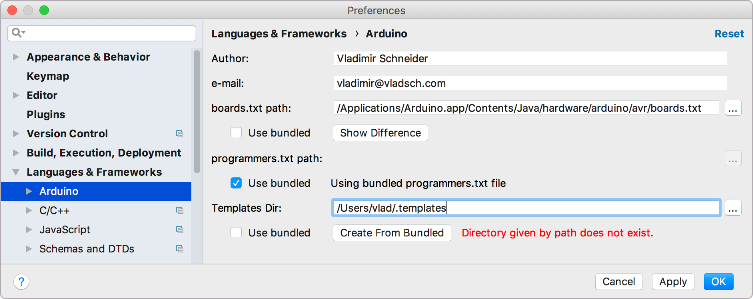 Preferences
Languages & Frameworks › Arduino
Reset
Appearance & Behavior
Keymap
Editor
Plugins
Version Control
Build, Execution, Deployment
Languages & Frameworks
Arduino
C/C++
JavaScript
Schemas and DTDs
Author: Vladimir Schneider
e-mail: vladimir@vladsch.com
boards.txt path: /Applications/Arduino.app/Contents/Java/hardware/arduino/avr/boards.txt ...
Use bundled Show Difference
programmers.txt path: ...
Use bundled Using bundled programmers.txt file
Templates Dir: /Users/vlad/.templates ...
Use bundled Create From Bundled Directory given by path does not exist.
? Cancel Apply OK